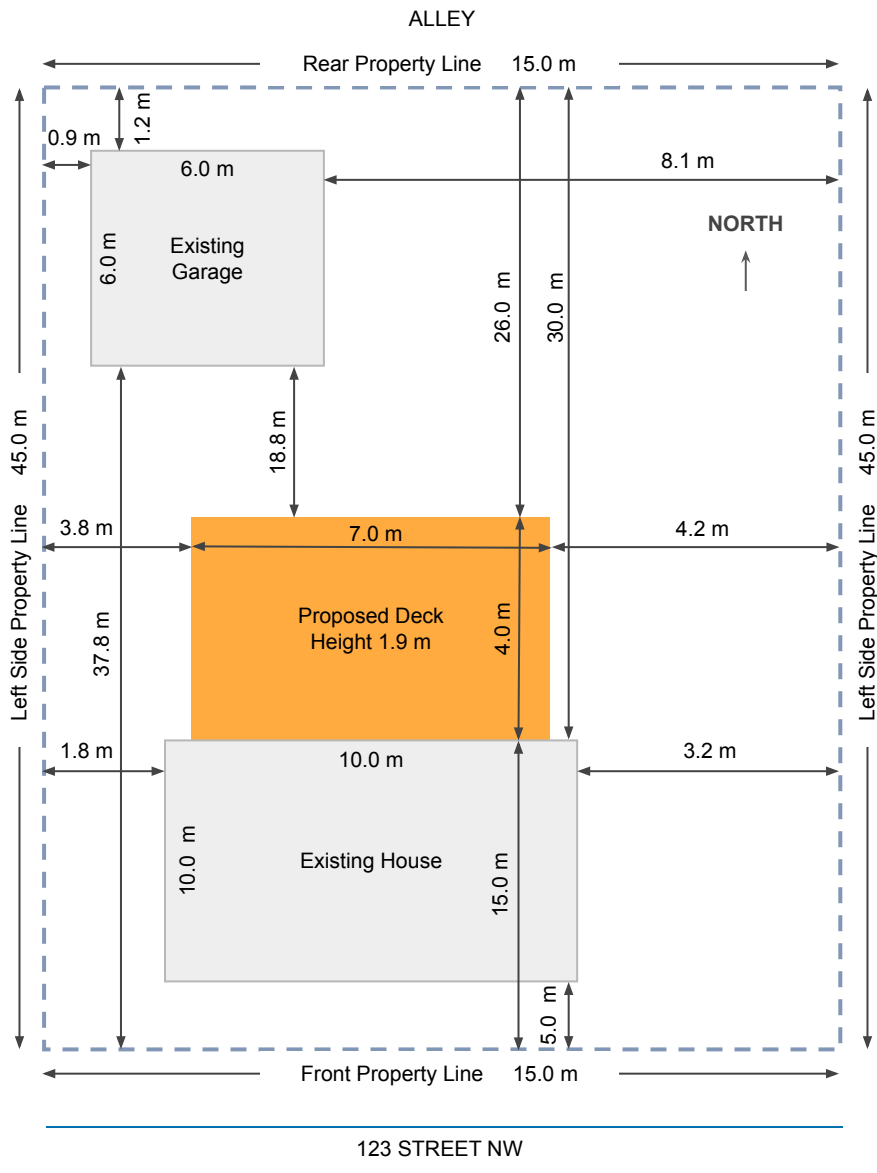 ALLEY
Rear Property Line 15.0 m
1.2 m
0.9 m
6.0 m
8.1 m
NORTH
Existing
Garage
6.0 m
26.0 m
30.0 m
18.8 m
Left Side Property Line 45.0 m
Left Side Property Line 45.0 m
3.8 m
7.0 m
4.2 m
Proposed Deck
Height 1.9 m
4.0 m
37.8 m
1.8 m
10.0 m
3.2 m
10.0 m
Existing House
15.0 m
5.0 m
Front Property Line 15.0 m
123 STREET NW